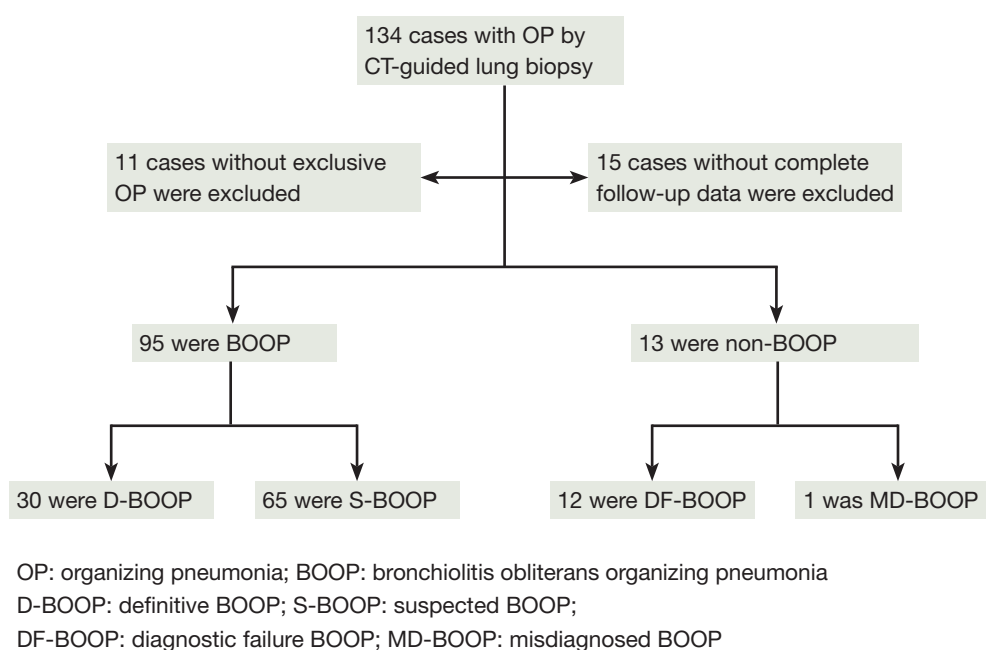 134 cases with OP by
CT-guided lung biopsy
11 cases without exclusive
OP were excluded
15 cases without complete
follow-up data were excluded
95 were BOOP
13 were non-BOOP
30 were D-BOOP
65 were S-BOOP
12 were DF-BOOP
1 was MD-BOOP
OP: organizing pneumonia; BOOP: bronchiolitis obliterans organizing pneumonia
D-BOOP: definitive BOOP; S-BOOP: suspected BOOP;
DF-BOOP: diagnostic failure BOOP; MD-BOOP: misdiagnosed BOOP